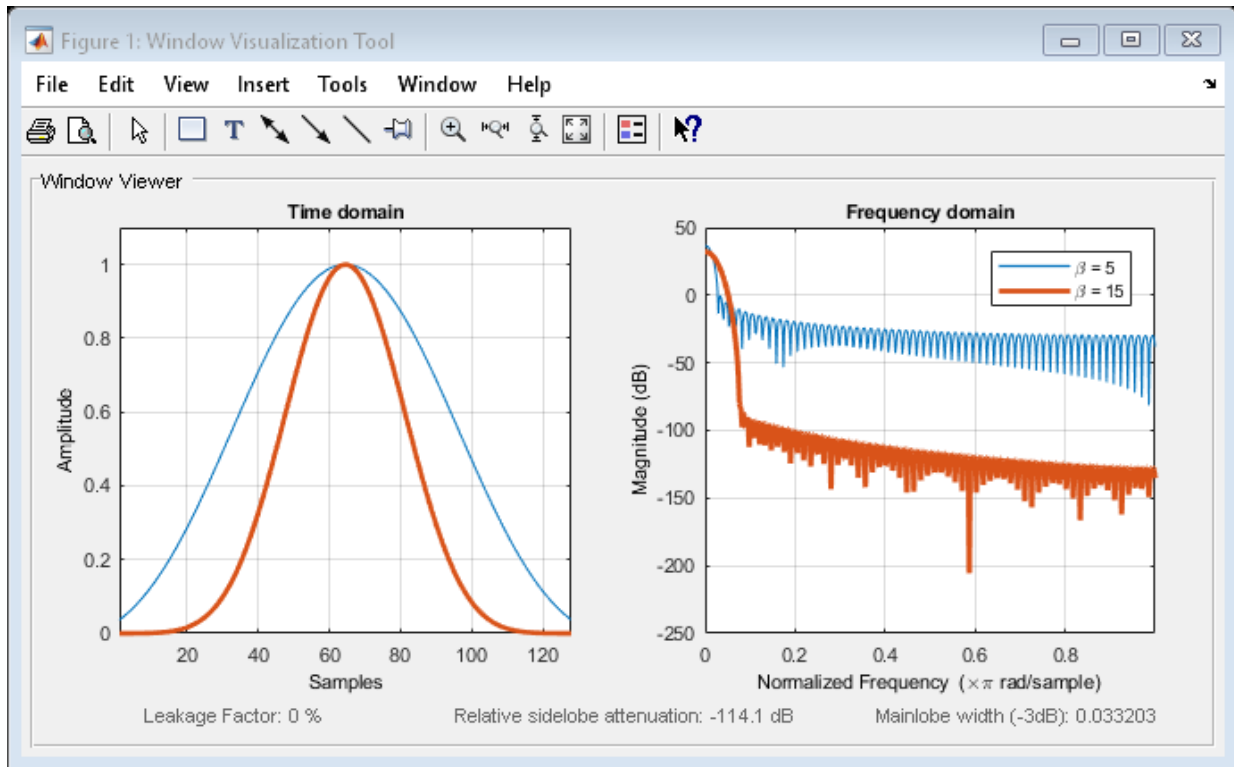 Figure 1: Window Visualization Tool
File Edit View Insert Tools Window Help
T
?
Window Viewer
Time domain
1
0.8
0.6
0.4
0.2
0
Amplitude
20 40 60 80 100 120
Samples
Frequency domain
50
0
-50
-100
-150
-200
-250
Magnitude (dB)
β = 5
β = 15
0 0.2 0.4 0.6 0.8
Normalized Frequency (×π rad/sample)
Leakage Factor: 0 % Relative sidelobe attenuation: -114.1 dB Mainlobe width (-3dB): 0.033203